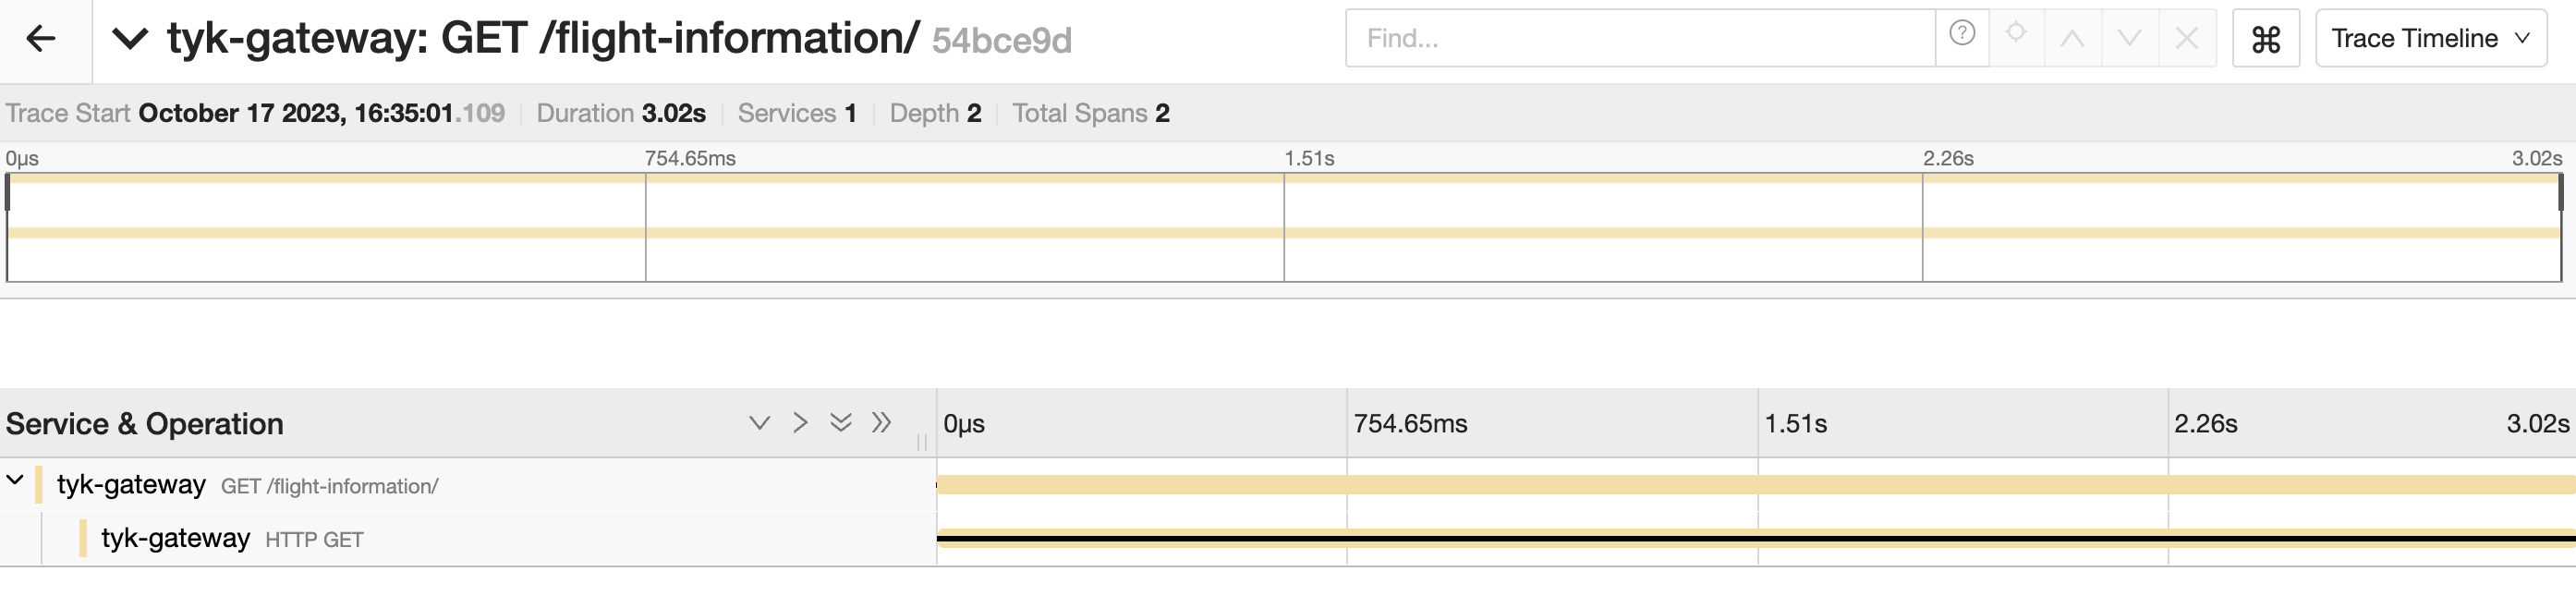 tyk-gateway: GET /flight-information/ 54bce9d Find... ? ⌘ Trace Timeline
Trace Start October 17 2023, 16:35:01.109 Duration 3.02s Services 1 Depth 2 Total Spans 2
0μs 754.65ms 1.51s 2.26s 3.02s
Service & Operation 0μs 754.65ms 1.51s 2.26s 3.02s
tyk-gateway GET /flight-information/
tyk-gateway HTTP GET